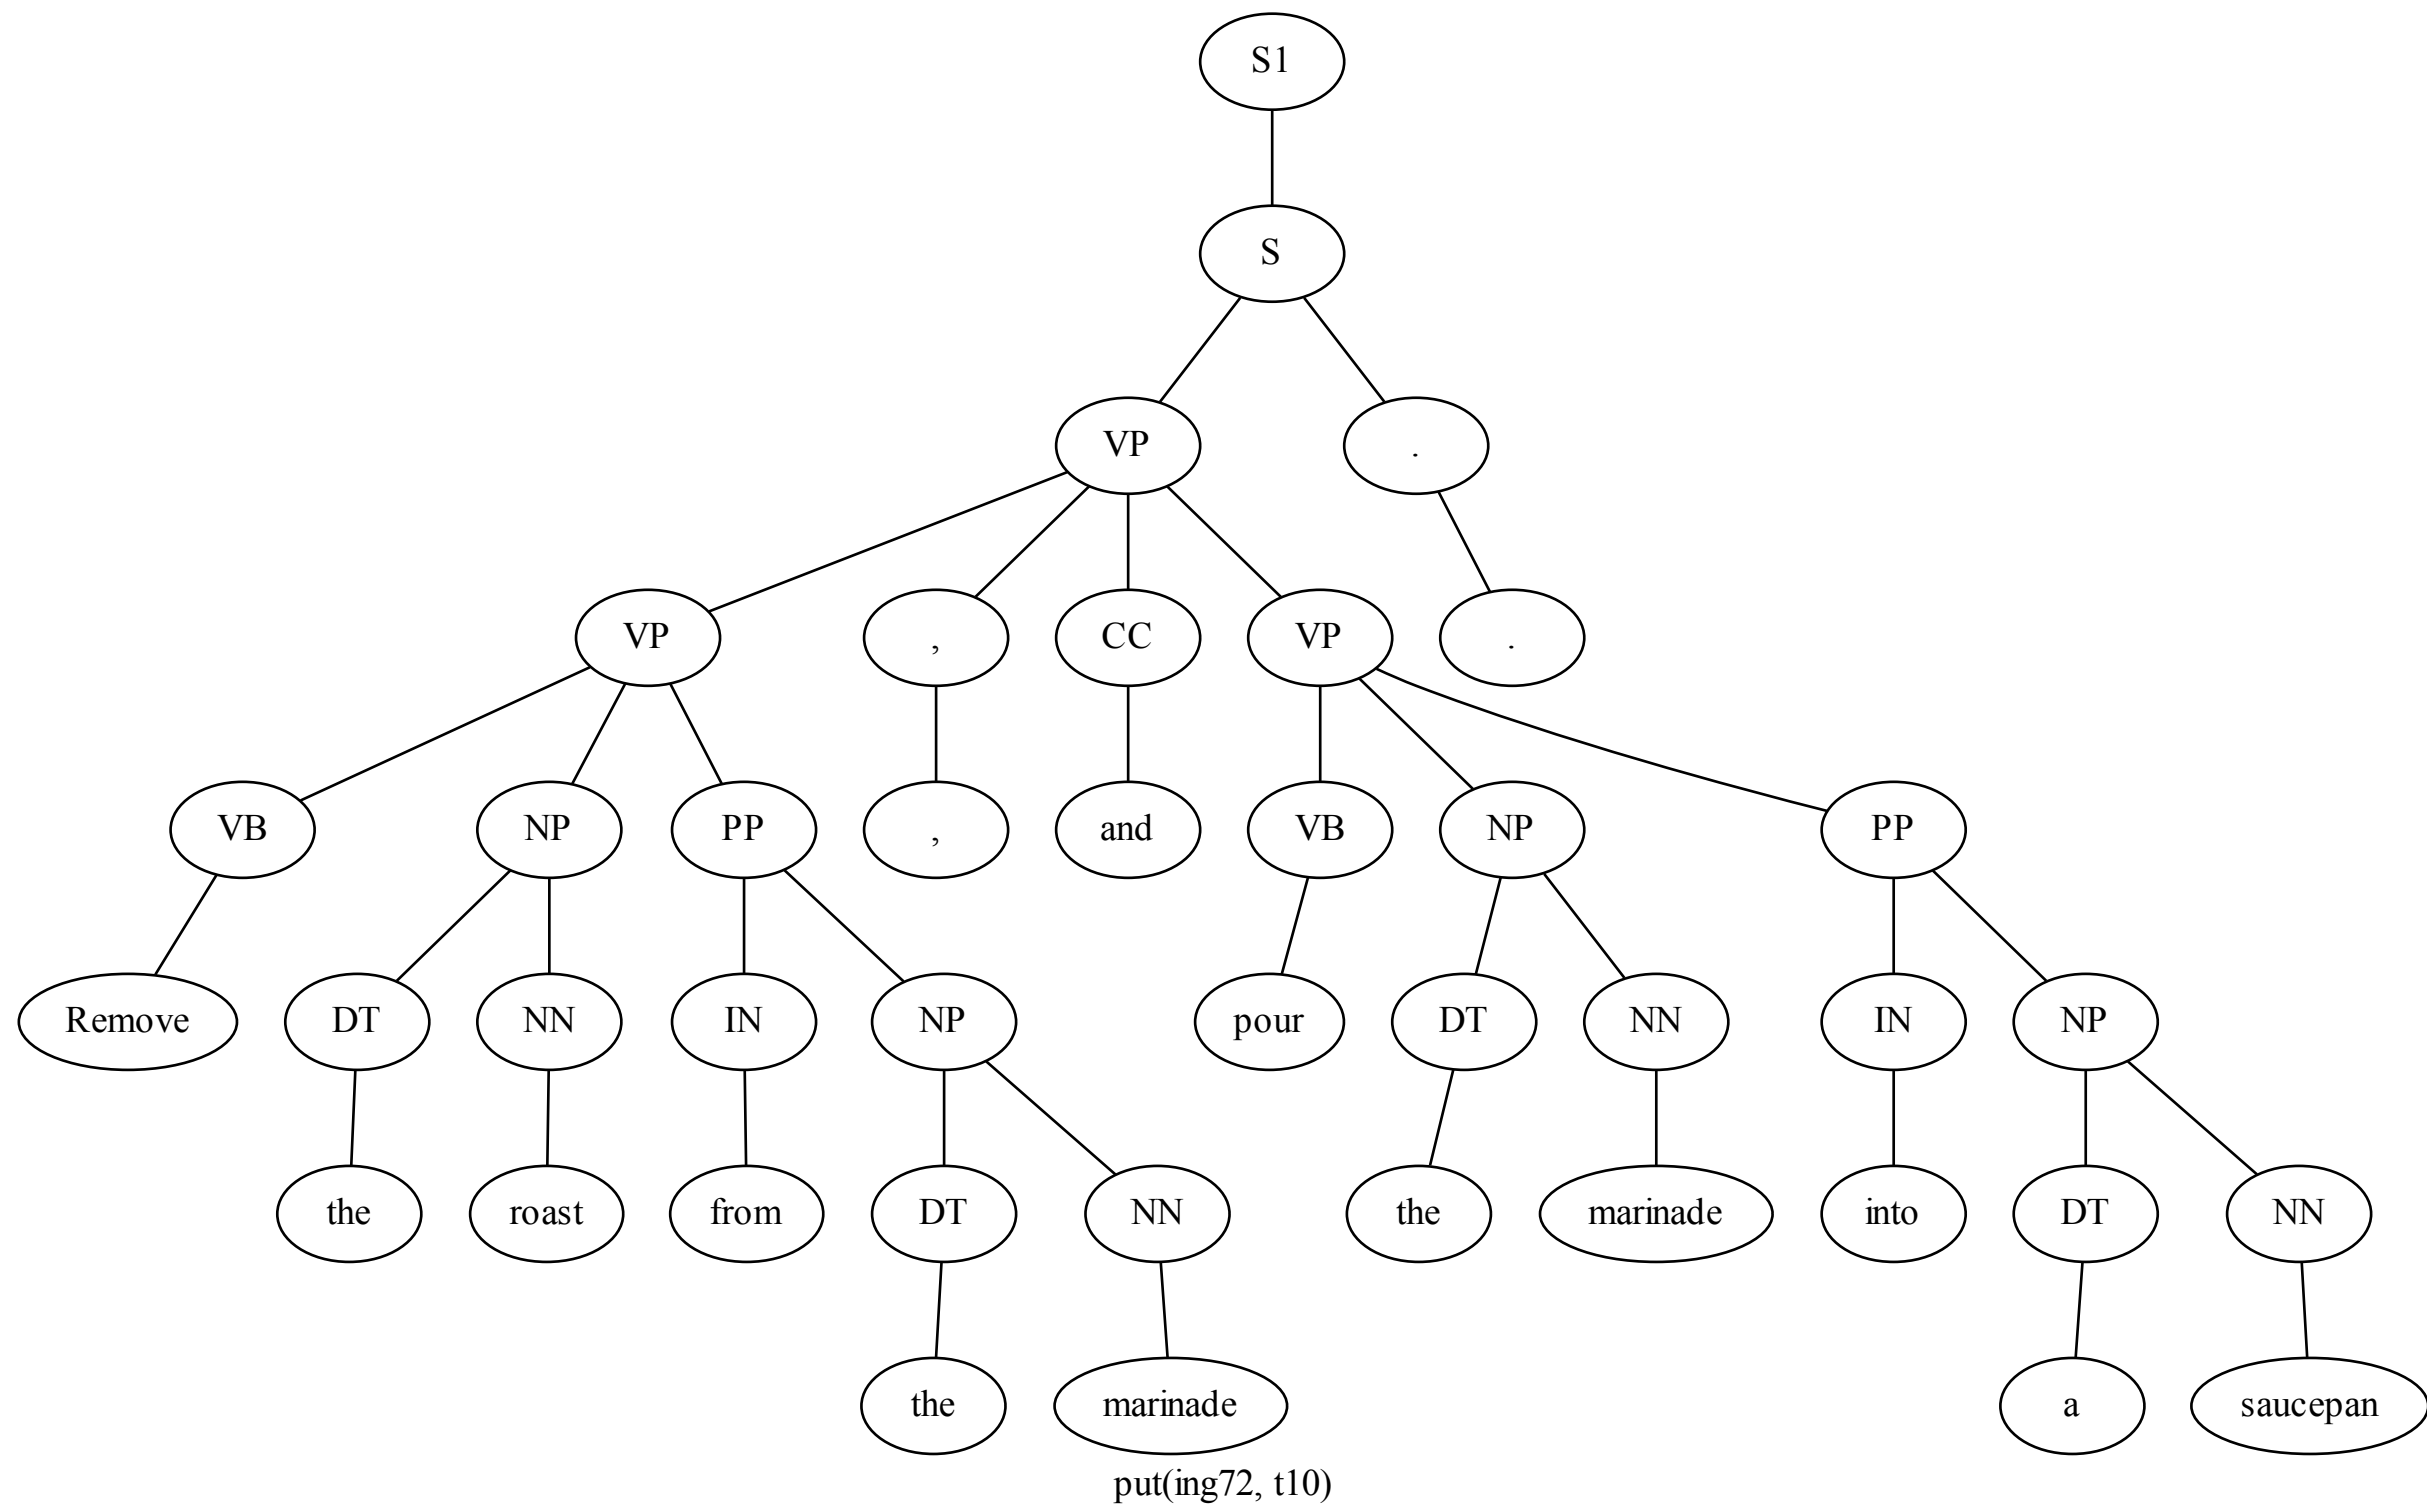 S1
S
VP .
VP , CC VP .
VB NP PP , and VB NP PP
Remove DT NN IN NP pour DT NN IN NP
the roast from DT NN the marinade into DT NN
the marinade a saucepan
put(ing72, t10)